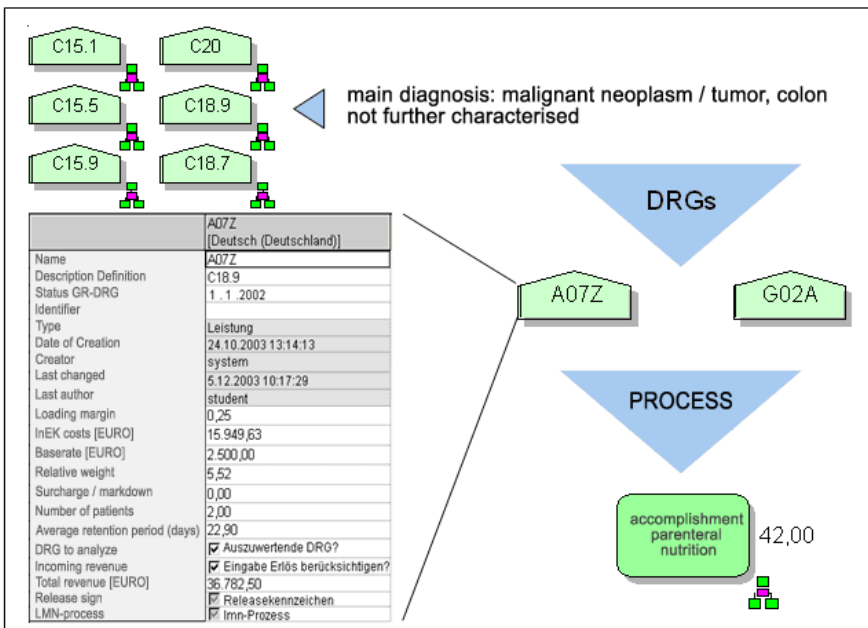 C15.1
C20
C15.5
C18.9
C15.9
C18.7
main diagnosis: malignant neoplasm / tumor, colon
not further characterised
DRGs
A07Z
G02A
PROCESS
accomplishment
parenteral
nutrition
42,00
A07Z
[Deutsch (Deutschland)]
Name A07Z
Description Definition C18.9
Status GR-DRG 1 . 1 .2002
Identifier
Type Leistung
Date of Creation 24.10.2003 13:14:13
Creator system
Last changed 5.12.2003 10:17:29
Last author student
Loading margin 0,25
InEK costs [EURO] 15.949,63
Baserate [EURO] 2.500,00
Relative weight 5,52
Surcharge / markdown 0,00
Number of patients 2,00
Average retention period (days) 22,90
DRG to analyze Auszuwertende DRG?
Incoming revenue Eingabe Erlös berücksichtigen?
Total revenue [EURO] 36.782,50
Release sign Releasekennzeichen
LMN-process lmn-Prozess